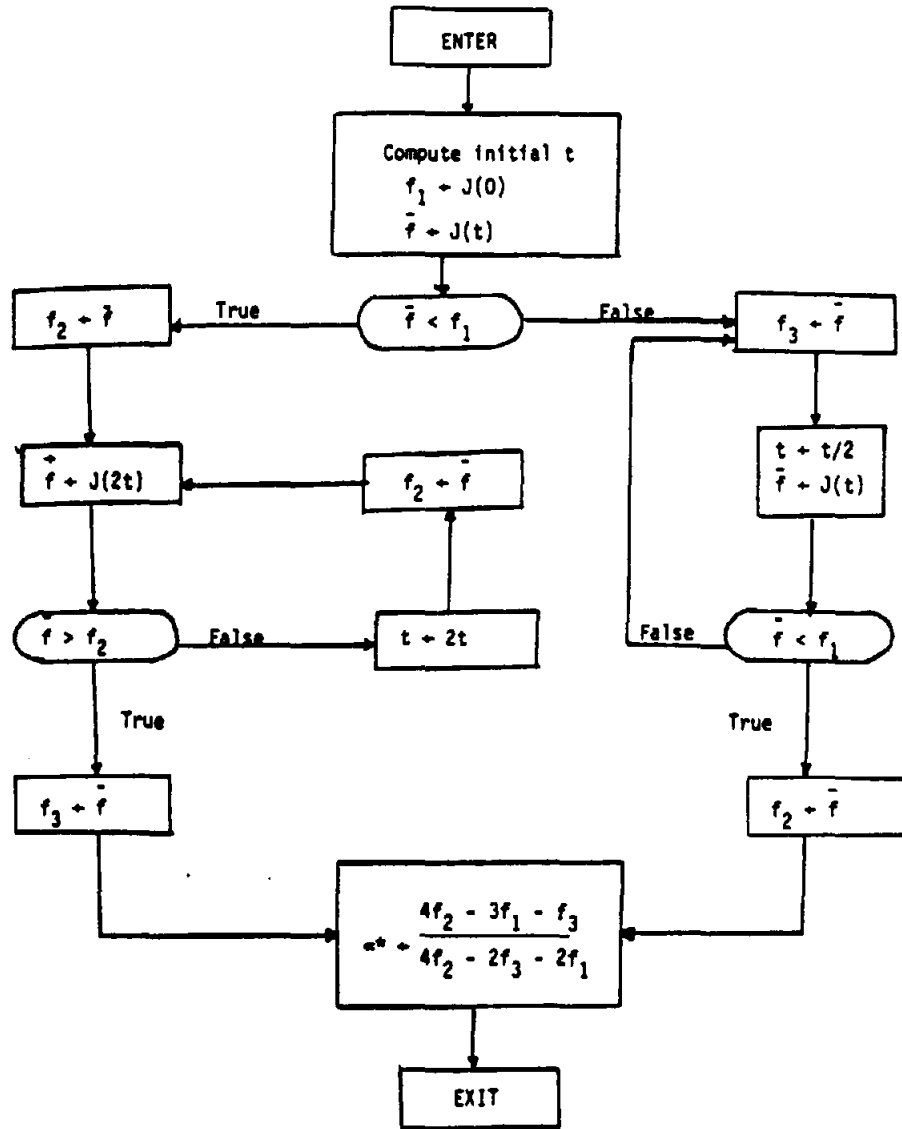 ENTER
Compute initial t
f₁ ← J(0)
f̄ ← J(t)
f₂ ← f̄
True
f̄ < f₁
False
f₃ ← f̄
f̄ ← J(2t)
f₂ ← f̄
t ← t/2
f̄ ← J(t)
f̄ > f₂
False
t ← 2t
False
f̄ < f₁
True
True
f₃ ← f̄
f₂ ← f̄
4f₂ - 3f₁ - f₃
∝* ←
4f₂ - 2f₃ - 2f₁
EXIT